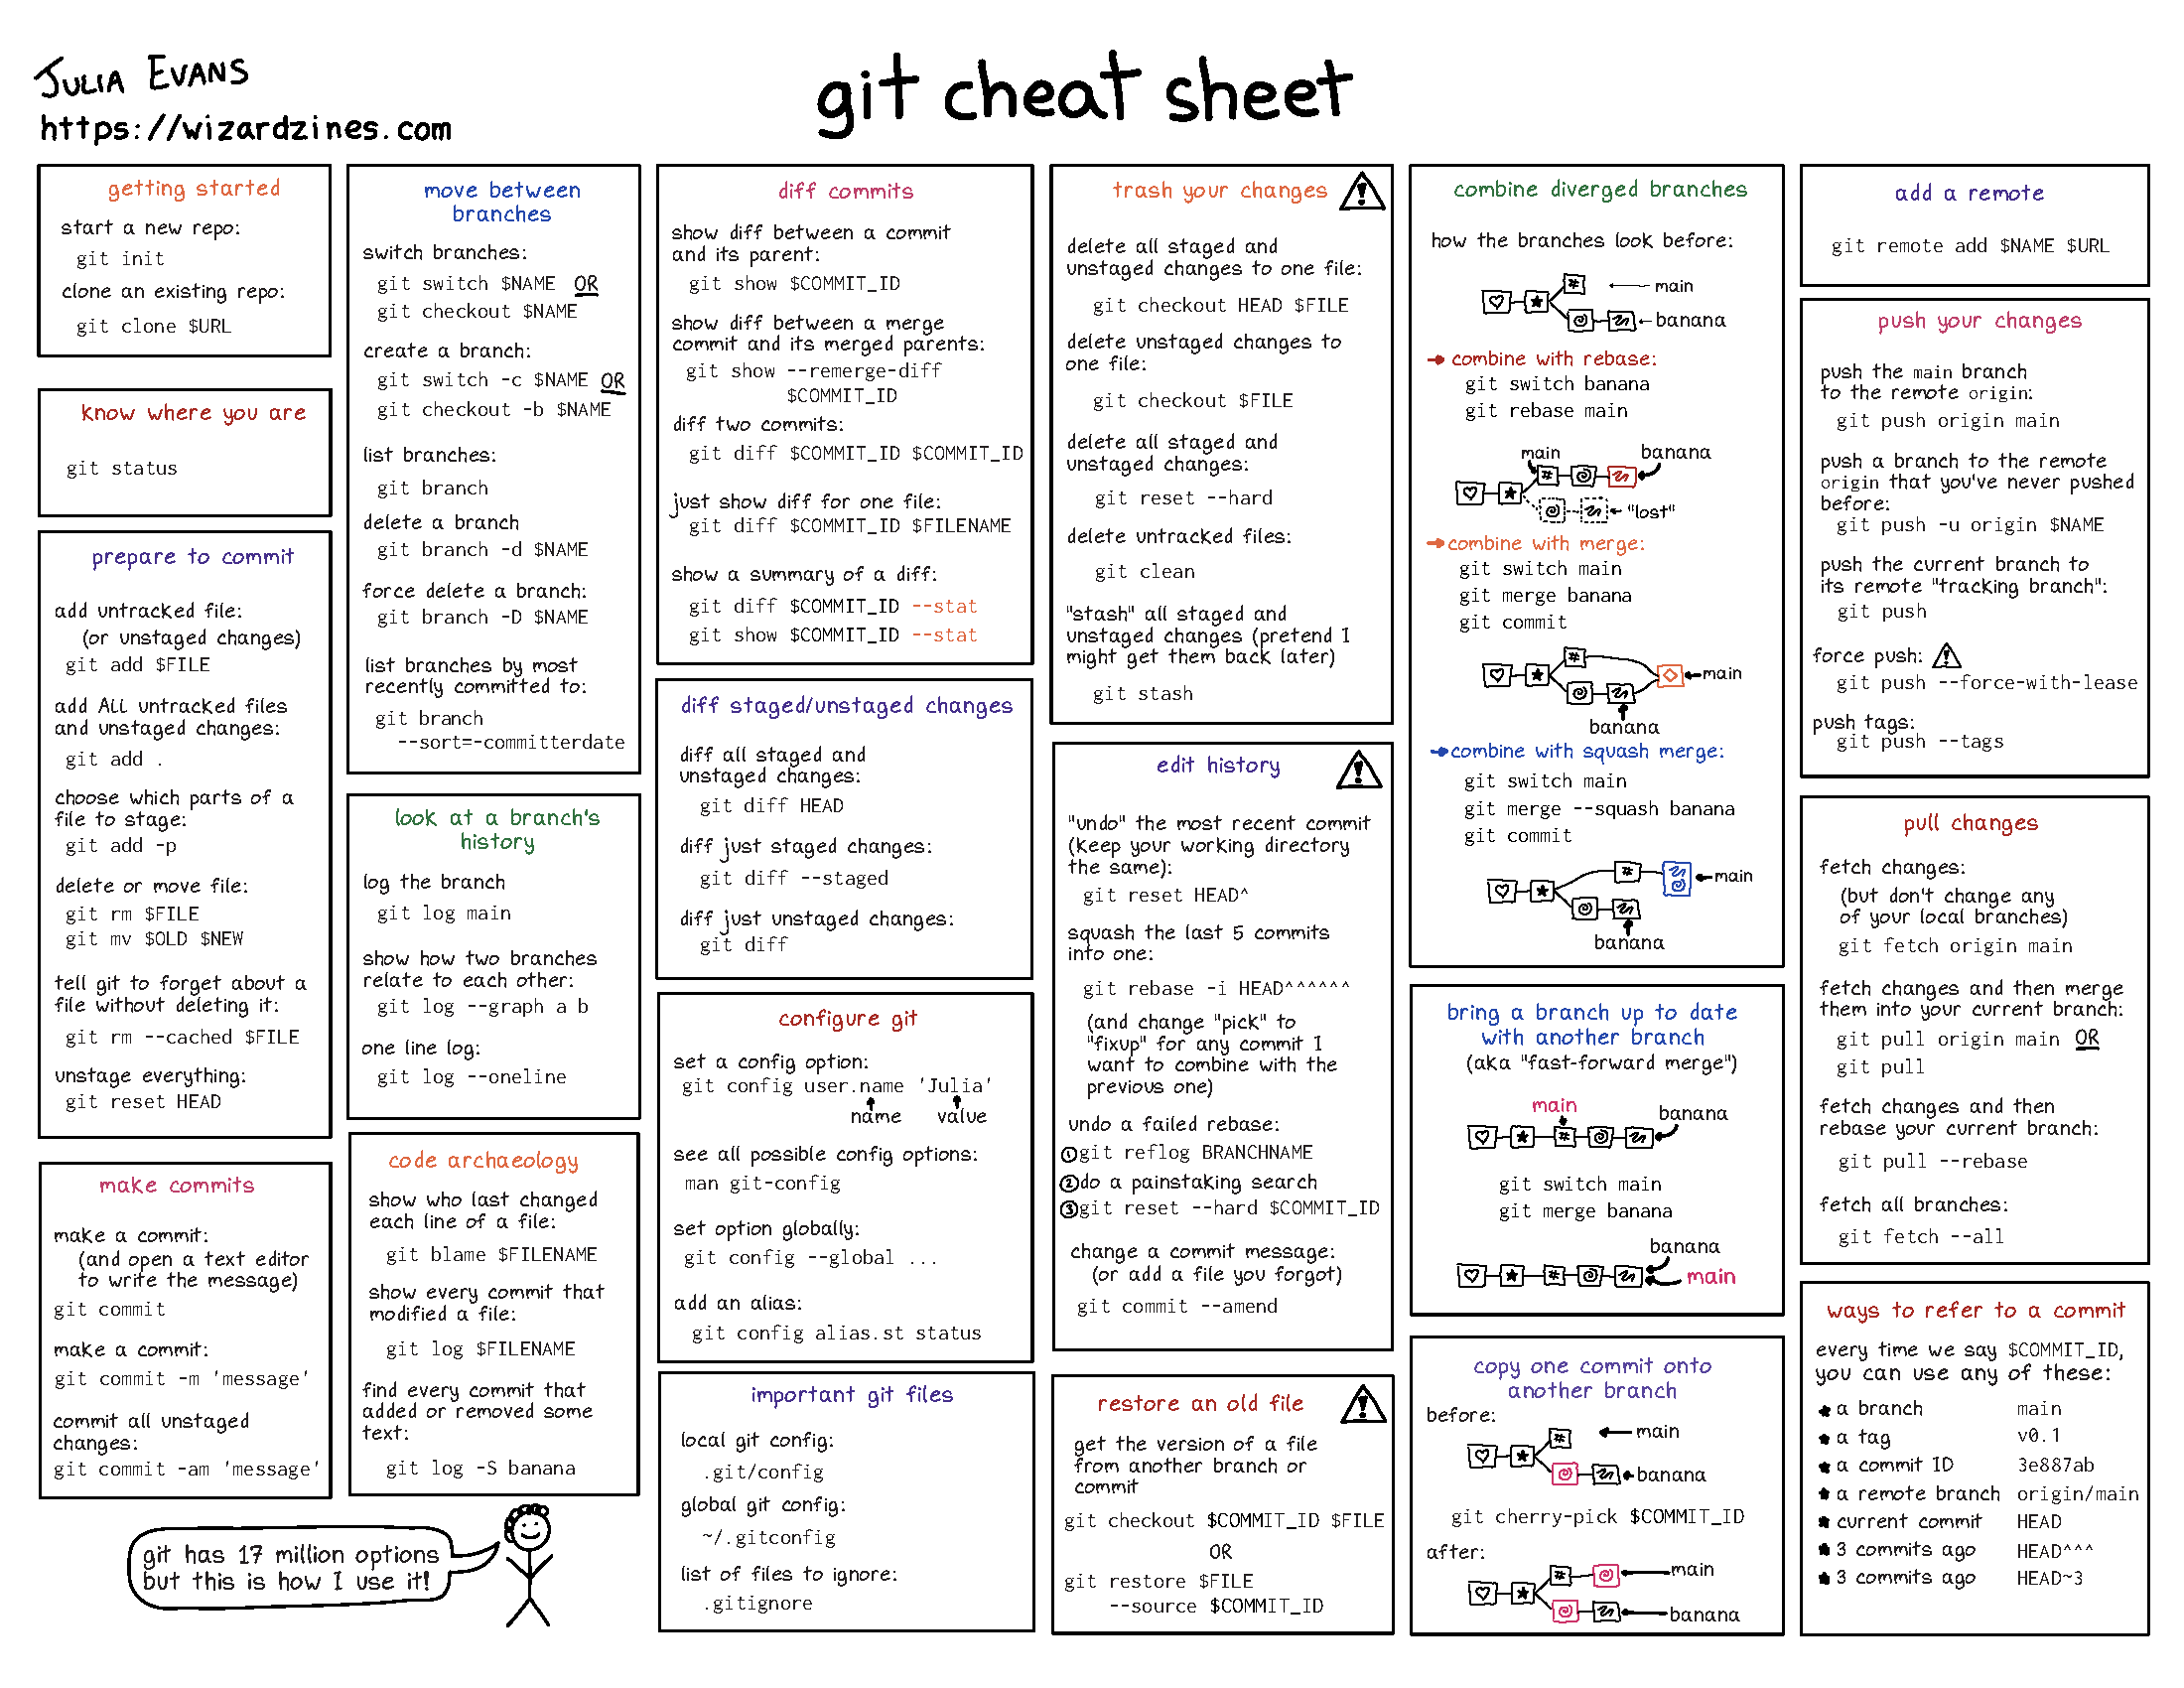 JULIA EVANS
https://wizardzines.com
git cheat sheet
getting started
start a new repo:
git init
clone an existing repo:
git clone $URL
know where you are
git status
prepare to commit
add untracked file:
(or unstaged changes)
git add $FILE
add ALL untracked files
and unstaged changes:
git add .
choose which parts of a
file to stage:
git add -p
delete or move file:
git rm $FILE
git mv $OLD $NEW
tell git to forget about a
file without deleting it:
git rm --cached $FILE
unstage everything:
git reset HEAD
make commits
make a commit:
(and open a text editor
to write the message)
git commit
make a commit:
git commit -m 'message'
commit all unstaged
changes:
git commit -am 'message'
move between
branches
switch branches:
git switch $NAME OR
git checkout $NAME
create a branch:
git switch -c $NAME OR
git checkout -b $NAME
list branches:
git branch
delete a branch
git branch -d $NAME
force delete a branch:
git branch -D $NAME
list branches by most
recently committed to:
git branch
--sort=-committerdate
look at a branch's
history
log the branch
git log main
show how two branches
relate to each other:
git log --graph a b
one line log:
git log --oneline
code archaeology
show who last changed
each line of a file:
git blame $FILENAME
show every commit that
modified a file:
git log $FILENAME
find every commit that
added or removed some
text:
git log -S banana
git has 17 million options
but this is how I use it!
diff commits
show diff between a commit
and its parent:
git show $COMMIT_ID
show diff between a merge
commit and its merged parents:
git show --remerge-diff
$COMMIT_ID
diff two commits:
git diff $COMMIT_ID $COMMIT_ID
just show diff for one file:
git diff $COMMIT_ID $FILENAME
show a summary of a diff:
git diff $COMMIT_ID --stat
git show $COMMIT_ID --stat
diff staged/unstaged changes
diff all staged and
unstaged changes:
git diff HEAD
diff just staged changes:
git diff --staged
diff just unstaged changes:
git diff
configure git
set a config option:
git config user.name 'Julia'
name value
see all possible config options:
man git-config
set option globally:
git config --global ...
add an alias:
git config alias.st status
important git files
local git config:
.git/config
global git config:
~/.gitconfig
list of files to ignore:
.gitignore
trash your changes
delete all staged and
unstaged changes to one file:
git checkout HEAD $FILE
delete unstaged changes to
one file:
git checkout $FILE
delete all staged and
unstaged changes:
git reset --hard
delete untracked files:
git clean
"stash" all staged and
unstaged changes (pretend I
might get them back later)
git stash
edit history
"undo" the most recent commit
(keep your working directory
the same):
git reset HEAD^
squash the last 5 commits
into one:
git rebase -i HEAD^^^^^^
(and change "pick" to
"fixup" for any commit I
want to combine with the
previous one)
undo a failed rebase:
① git reflog BRANCHNAME
② do a painstaking search
③ git reset --hard $COMMIT_ID
change a commit message:
(or add a file you forgot)
git commit --amend
restore an old file
get the version of a file
from another branch or
commit
git checkout $COMMIT_ID $FILE
OR
git restore $FILE
--source $COMMIT_ID
combine diverged branches
how the branches look before:
main
banana
combine with rebase:
git switch banana
git rebase main
main banana
"lost"
combine with merge:
git switch main
git merge banana
git commit
main
banana
combine with squash merge:
git switch main
git merge --squash banana
git commit
main
banana
bring a branch up to date
with another branch
(aka "fast-forward merge")
main banana
git switch main
git merge banana
banana
main
copy one commit onto
another branch
before:
main
banana
git cherry-pick $COMMIT_ID
after:
main
banana
add a remote
git remote add $NAME $URL
push your changes
push the main branch
to the remote origin:
git push origin main
push a branch to the remote
origin that you've never pushed
before:
git push -u origin $NAME
push the current branch to
its remote "tracking branch":
git push
force push:
git push --force-with-lease
push tags:
git push --tags
pull changes
fetch changes:
(but don't change any
of your local branches)
git fetch origin main
fetch changes and then merge
them into your current branch:
git pull origin main OR
git pull
fetch changes and then
rebase your current branch:
git pull --rebase
fetch all branches:
git fetch --all
ways to refer to a commit
every time we say $COMMIT_ID,
you can use any of these:
a branch main
a tag v0.1
a commit ID 3e887ab
a remote branch origin/main
current commit HEAD
3 commits ago HEAD^^^
3 commits ago HEAD~3